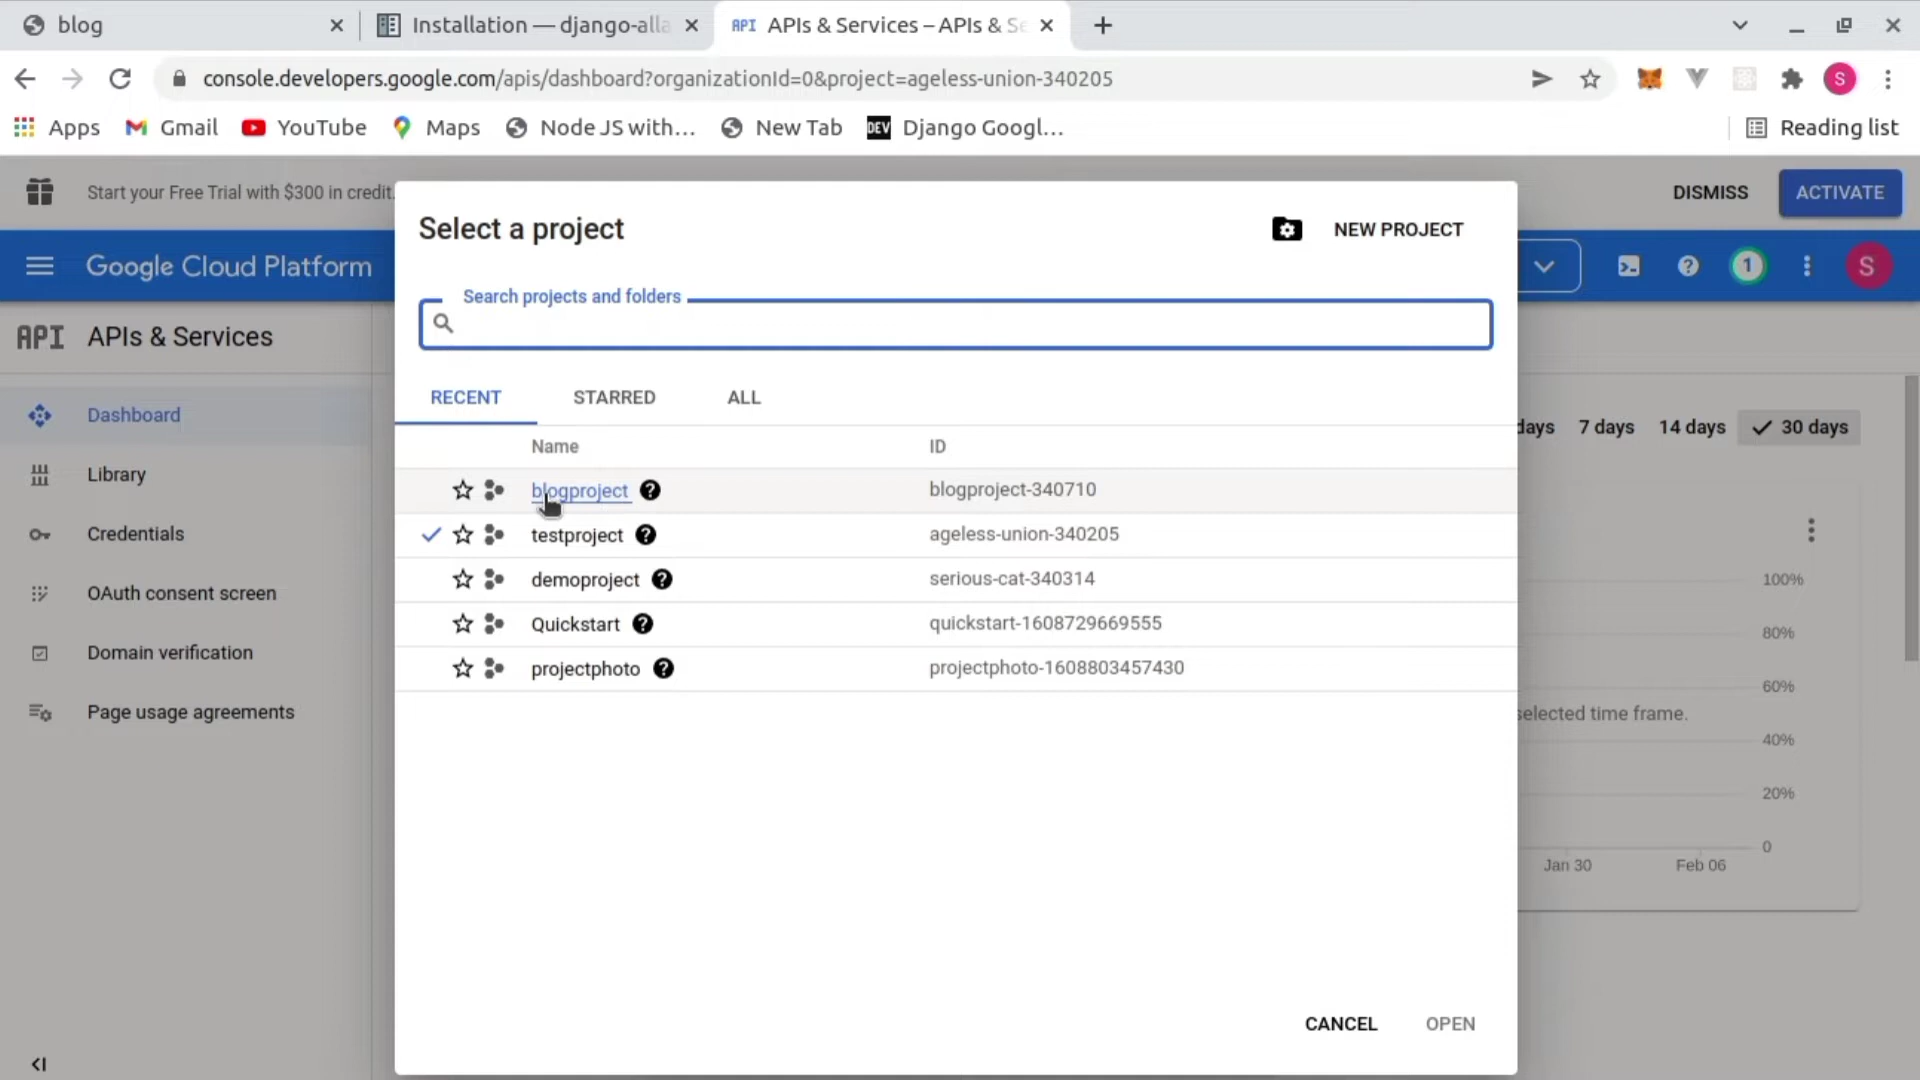 blog
Installation — django-alla
API APIs & Services – APIs & Se
console.developers.google.com/apis/dashboard?organizationId=0&project=ageless-union-340205
S
Apps Gmail YouTube Maps Node JS with... New Tab DEV Django Googl... Reading list
Start your Free Trial with $300 in credit. DISMISS ACTIVATE
Google Cloud Platform
1
S
API APIs & Services
Dashboard
Library
Credentials
OAuth consent screen
Domain verification
Page usage agreements
Select a project NEW PROJECT
Search projects and folders
RECENT STARRED ALL
Name ID
blogproject blogproject-340710
testproject ageless-union-340205
demoproject serious-cat-340314
Quickstart quickstart-1608729669555
projectphoto projectphoto-1608803457430
CANCEL OPEN
days 7 days 14 days 30 days
100%
80%
60%
selected time frame.
40%
20%
0
Jan 30 Feb 06